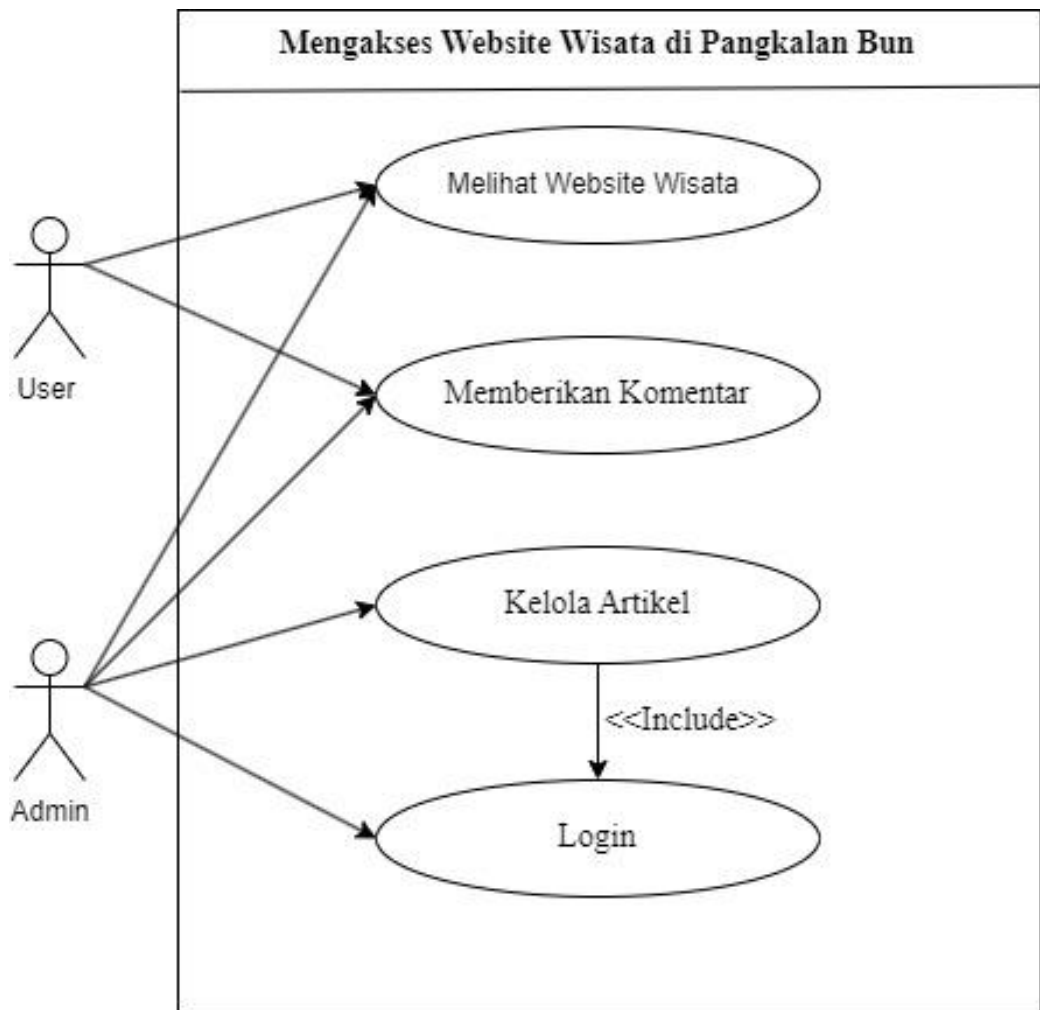 Mengakses Website Wisata di Pangkalan Bun
Melihat Website Wisata
User
Memberikan Komentar
Kelola Artikel
<<Include>>
Admin
Login